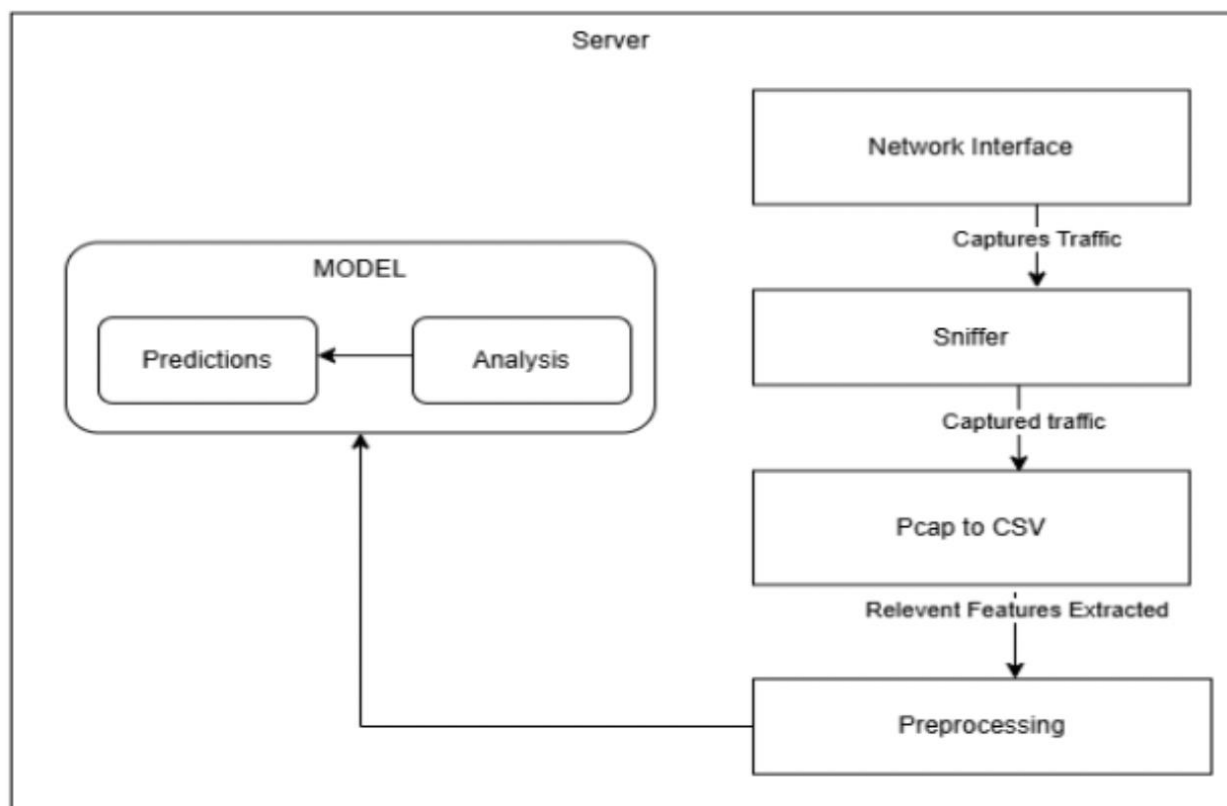 Server
Network Interface
Captures Traffic
Sniffer
Captured traffic
Pcap to CSV
Relevent Features Extracted
Preprocessing
MODEL
Predictions
Analysis